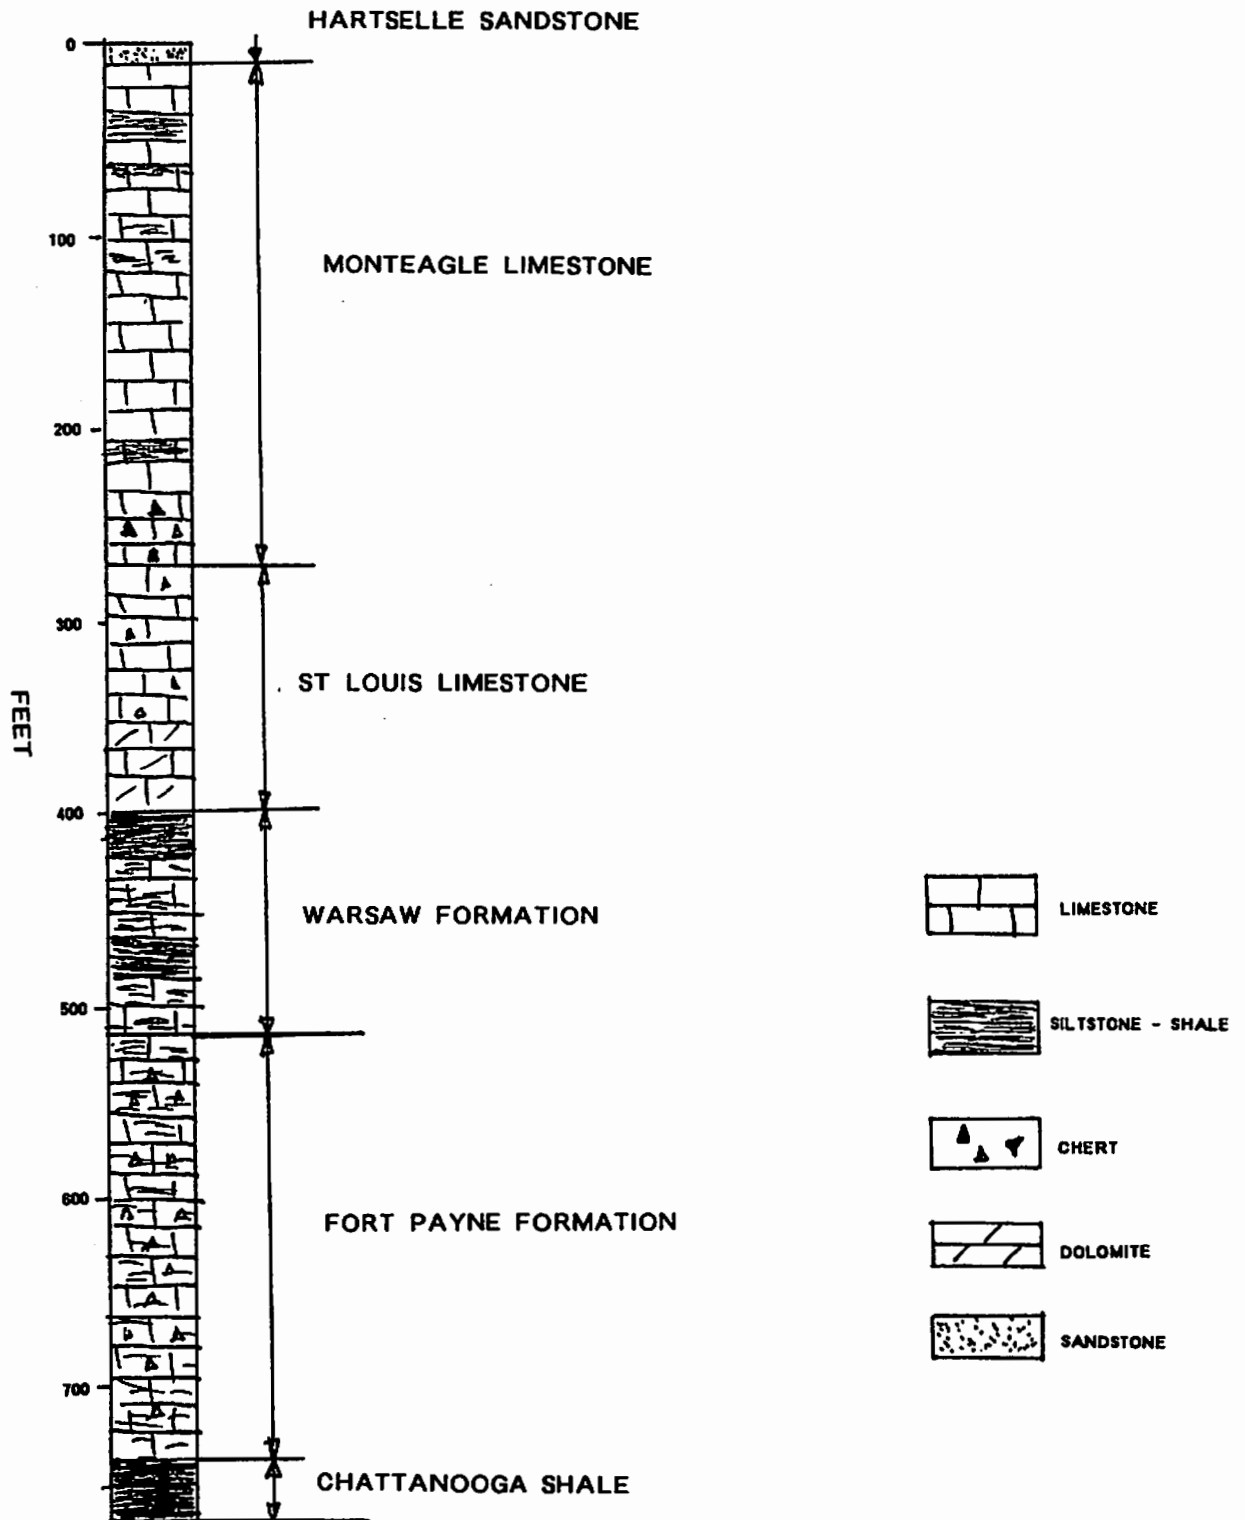 HARTSELLE SANDSTONE
0
100
MONTEAGLE LIMESTONE
200
300
ST LOUIS LIMESTONE
FEET
400
WARSAW FORMATION
500
600
FORT PAYNE FORMATION
700
CHATTANOOGA SHALE
LIMESTONE
SILTSTONE - SHALE
CHERT
DOLOMITE
SANDSTONE